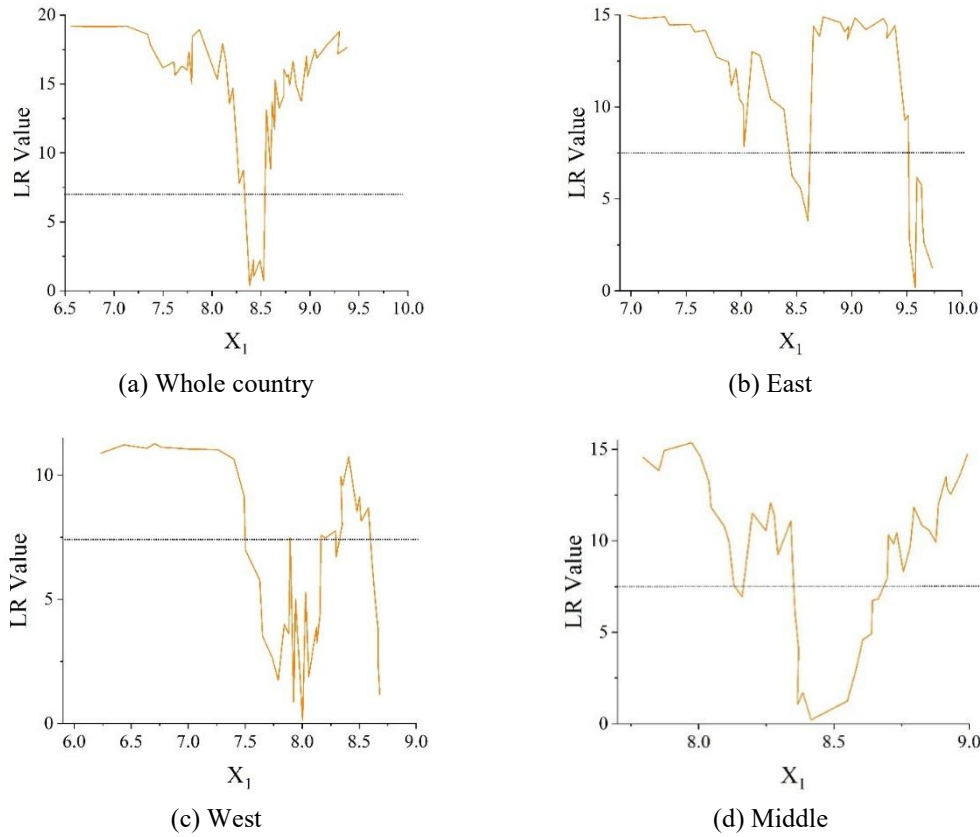 20
15
10
5
0
LR Value
6.5 7.0 7.5 8.0 8.5 9.0 9.5 10.0
X₁
(a) Whole country
15
10
5
0
LR Value
7.0 7.5 8.0 8.5 9.0 9.5 10.0
X₁
(b) East
10
5
0
LR Value
6.0 6.5 7.0 7.5 8.0 8.5 9.0
X₁
(c) West
15
10
5
0
LR Value
8.0 8.5 9.0
X₁
(d) Middle